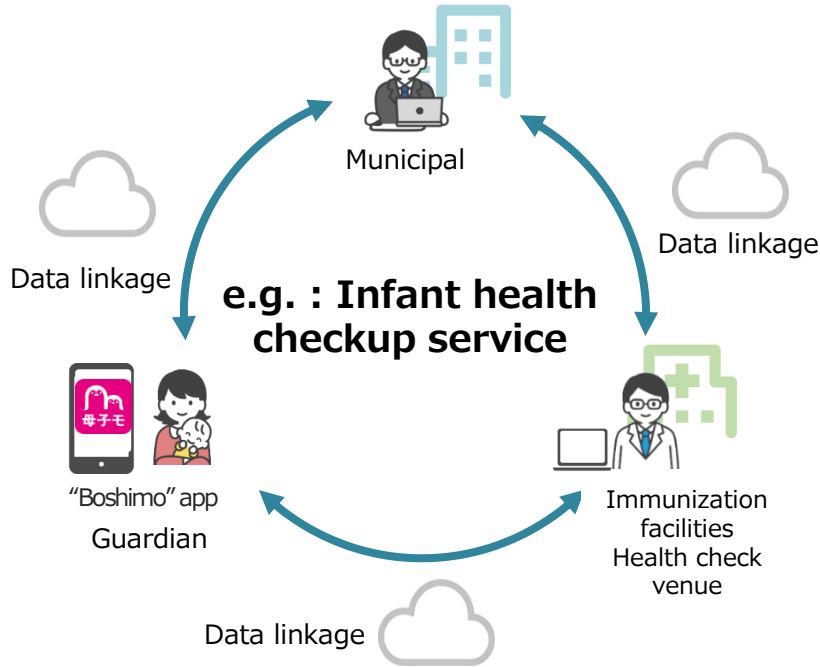 Municipal
Data linkage
Data linkage
e.g. : Infant health
checkup service
母子モ
“Boshimo” app
Guardian
Immunization
facilities
Health check
venue
Data linkage